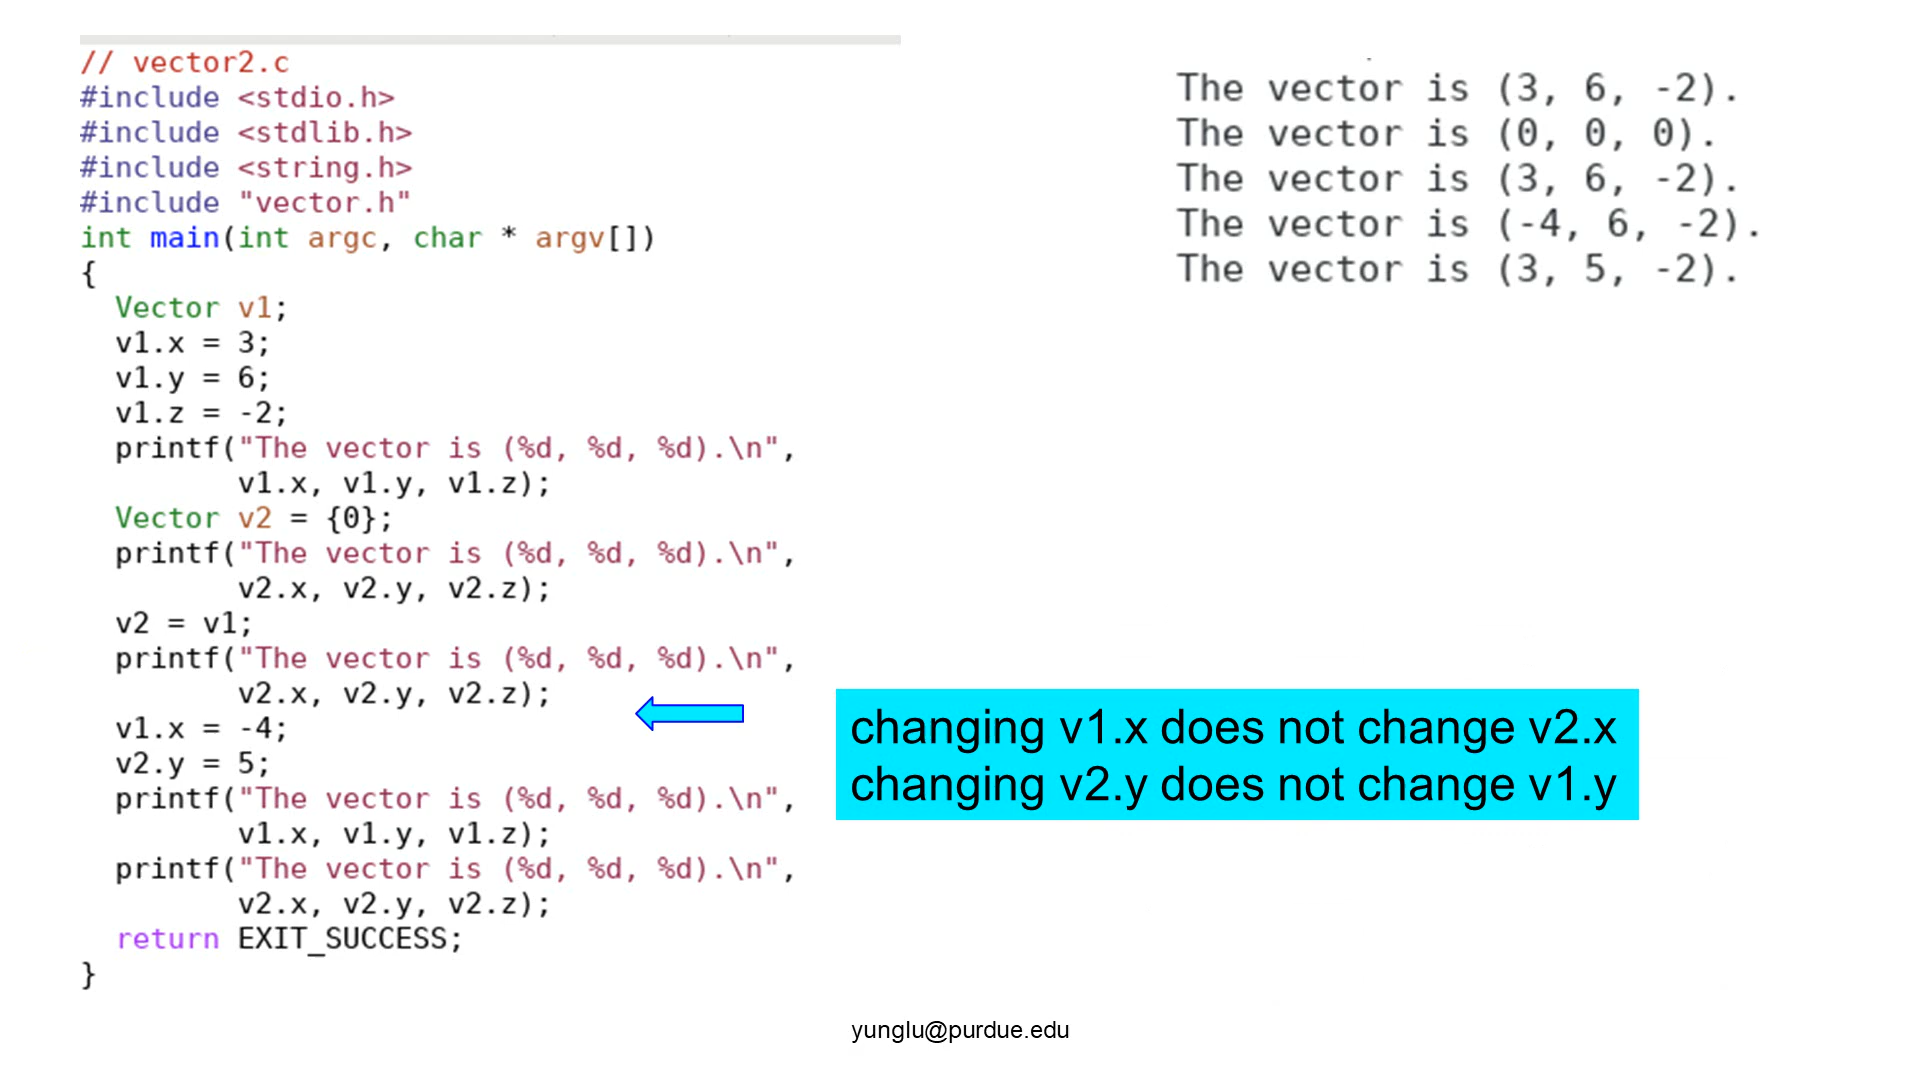 // vector2.c
#include <stdio.h>
#include <stdlib.h>
#include <string.h>
#include "vector.h"
int main(int argc, char * argv[])
{
  Vector v1;
  v1.x = 3;
  v1.y = 6;
  v1.z = -2;
  printf("The vector is (%d, %d, %d).\n",
         v1.x, v1.y, v1.z);
  Vector v2 = {0};
  printf("The vector is (%d, %d, %d).\n",
         v2.x, v2.y, v2.z);
  v2 = v1;
  printf("The vector is (%d, %d, %d).\n",
         v2.x, v2.y, v2.z);
  v1.x = -4;
  v2.y = 5;
  printf("The vector is (%d, %d, %d).\n",
         v1.x, v1.y, v1.z);
  printf("The vector is (%d, %d, %d).\n",
         v2.x, v2.y, v2.z);
  return EXIT_SUCCESS;
}
The vector is (3, 6, -2).
The vector is (0, 0, 0).
The vector is (3, 6, -2).
The vector is (-4, 6, -2).
The vector is (3, 5, -2).
changing v1.x does not change v2.x
changing v2.y does not change v1.y
yunglu@purdue.edu